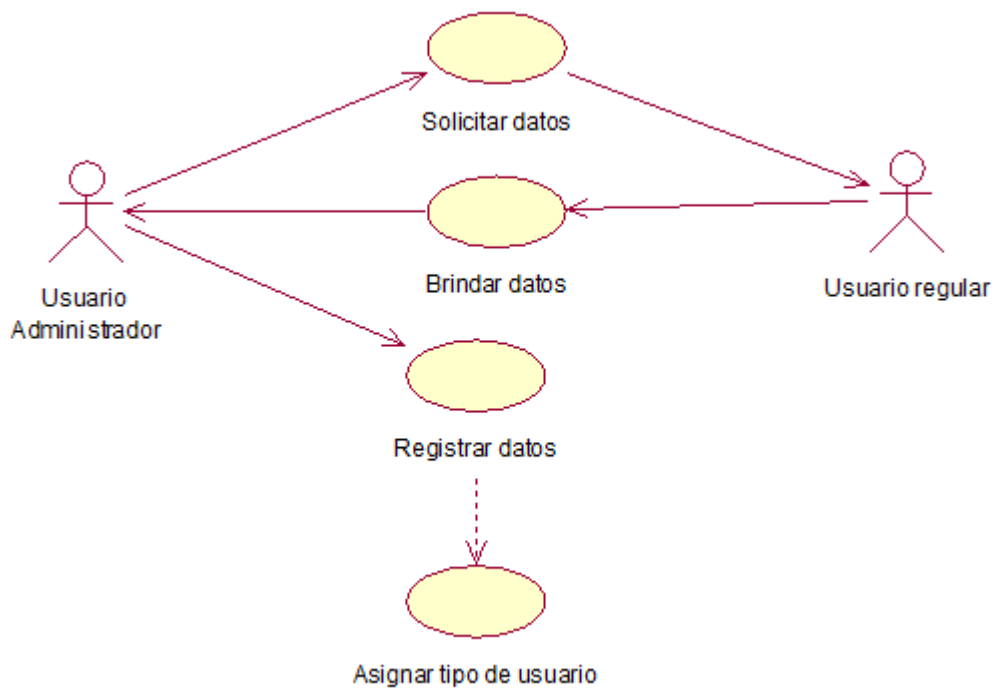 Solicitar datos
Brindar datos
Usuario
Administrador
Usuario regular
Registrar datos
Asignar tipo de usuario